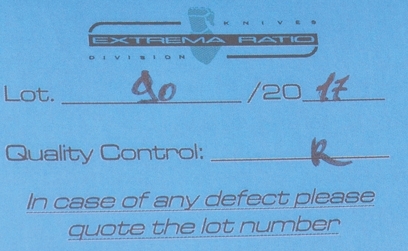 KNIVES
EXTREMA RATIO
DIVISION
Lot. 90 /20 17
Quality Control: R
In case of any defect please
quote the lot number